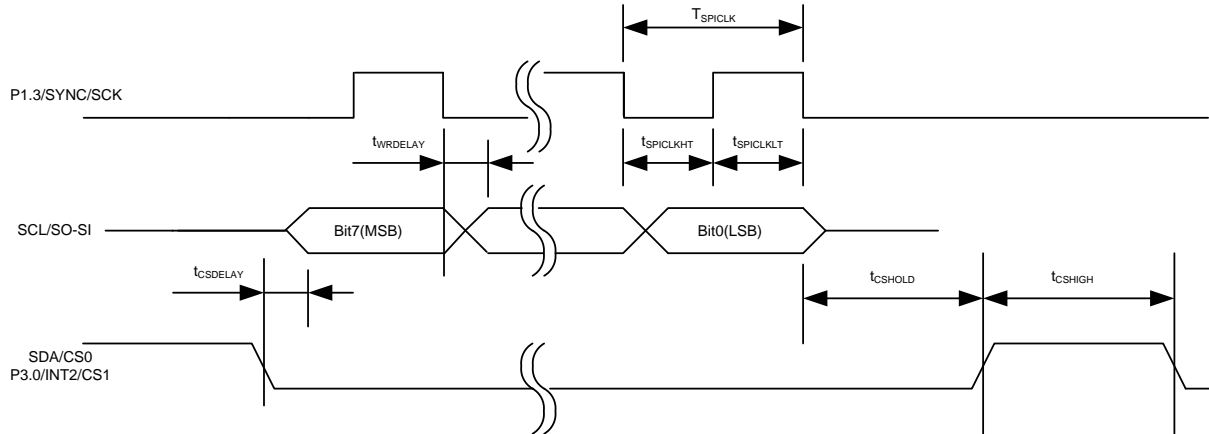 TSPICLK
P1.3/SYNC/SCK
tWRDELAY
tSPICLKHT
tSPICLKLT
SCL/SO-SI
Bit7(MSB)
Bit0(LSB)
tCSDELAY
tCSHOLD
tCSHIGH
SDA/CS0
P3.0/INT2/CS1